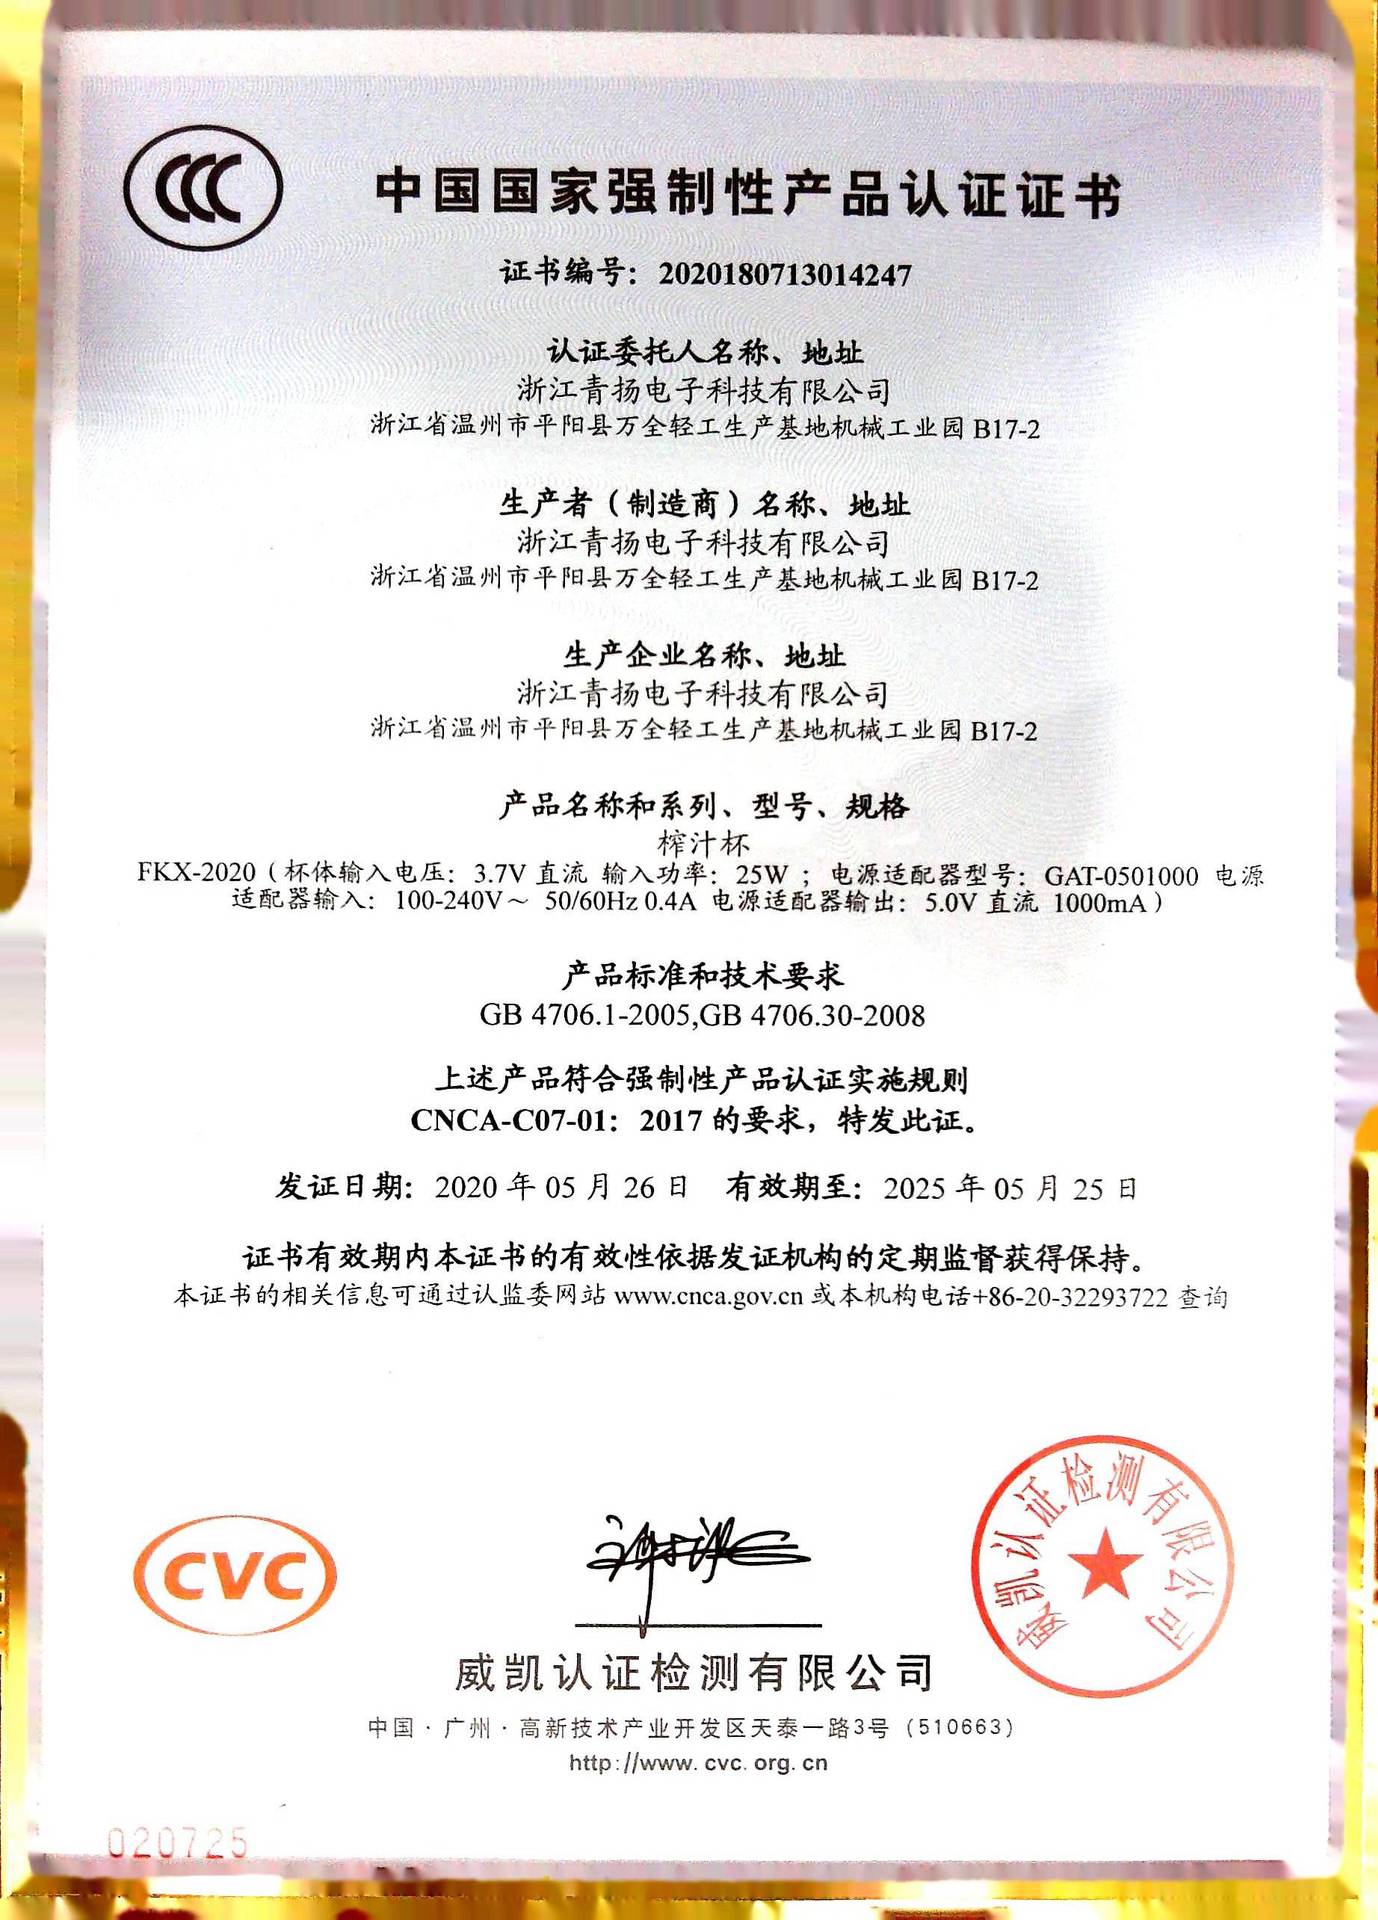 中国国家强制性产品认证证书
证书编号：2020180713014247
认证委托人名称、地址
浙江青扬电子科技有限公司
浙江省温州市平阳县万全轻工生产基地机械工业园 B17-2
生产者（制造商）名称、地址
浙江青扬电子科技有限公司
浙江省温州市平阳县万全轻工生产基地机械工业园 B17-2
生产企业名称、地址
浙江青扬电子科技有限公司
浙江省温州市平阳县万全轻工生产基地机械工业园 B17-2
产品名称和系列、型号、规格
榨汁杯
FKX-2020（杯体输入电压：3.7V 直流 输入功率：25W ；电源适配器型号：GAT-0501000 电源
适配器输入：100-240V～ 50/60Hz 0.4A 电源适配器输出：5.0V 直流 1000mA）
产品标准和技术要求
GB 4706.1-2005,GB 4706.30-2008
上述产品符合强制性产品认证实施规则
CNCA-C07-01：2017 的要求，特发此证。
发证日期：2020 年 05 月 26 日 有效期至：2025 年 05 月 25 日
证书有效期内本证书的有效性依据发证机构的定期监督获得保持。
本证书的相关信息可通过认监委网站 www.cnca.gov.cn 或本机构电话+86-20-32293722 查询
CVC
威凯认证检测有限公司
威凯认证检测有限公司
中国·广州·高新技术产业开发区天泰一路3号（510663）
http://www.cvc.org.cn
020725